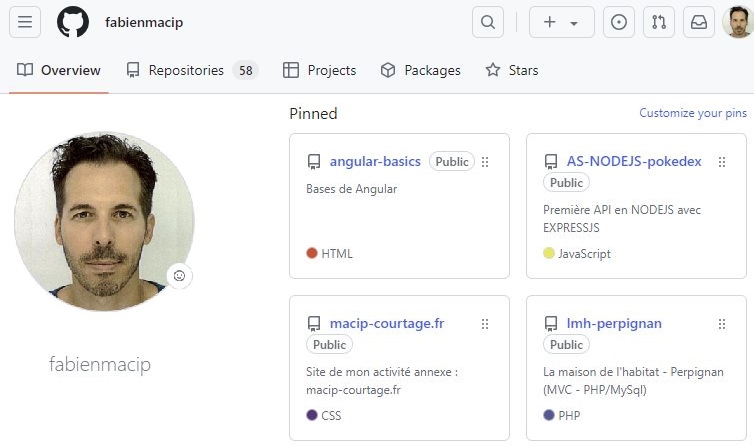 fabienmacip
Overview
Repositories 58
Projects
Packages
Stars
Pinned
Customize your pins
angular-basics Public
Bases de Angular
HTML
AS-NODEJS-pokedex
Public
Première API en NODEJS avec
EXPRESSJS
JavaScript
fabienmacip
macip-courtage.fr
Public
Site de mon activité annexe :
macip-courtage.fr
CSS
lmh-perpignan
Public
La maison de l'habitat - Perpignan
(MVC - PHP/MySql)
PHP